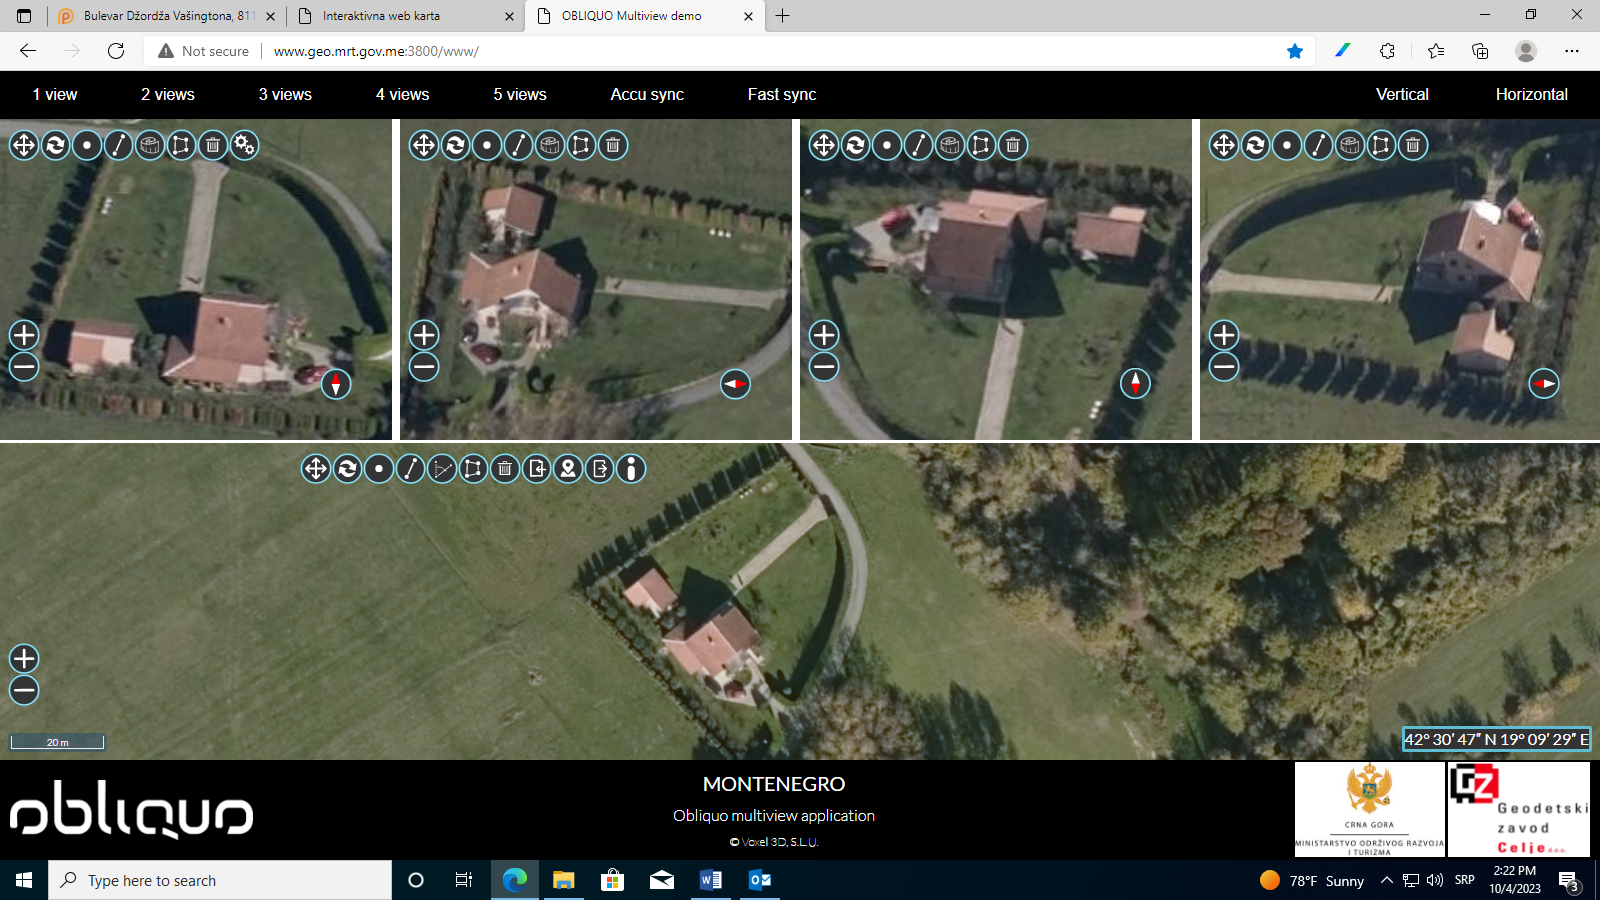 Bulevar Džordža Vašingtona, 811
Interaktivna web karta
OBLIQUO Multiview demo
Not secure
www.geo.mrt.gov.me:3800/www/
1 view
2 views
3 views
4 views
5 views
Accu sync
Fast sync
Vertical
Horizontal
20 m
42° 30′ 47″ N 19° 09′ 29″ E
obliquo
MONTENEGRO
Obliquo multiview application
© Voxel 3D, S.L.U.
CRNA GORA
MINISTARSTVO ODRŽIVOG RAZVOJA
I TURIZMA
GZ
Geodetski
zavod
Celje d.o.o.
Type here to search
78°F Sunny
SRP
2:22 PM
10/4/2023
3